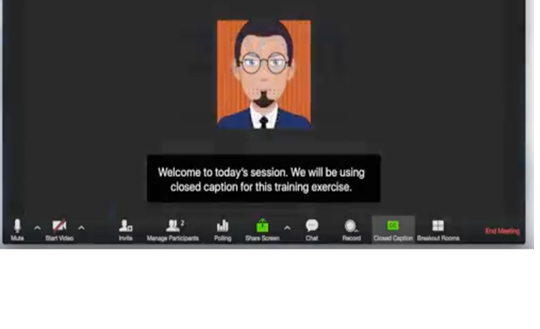 Welcome to today's session. We will be using
closed caption for this training exercise.
2
Mute Start Video Invite Manage Participants Polling Share Screen Chat Record Closed Caption Breakout Rooms End Meeting